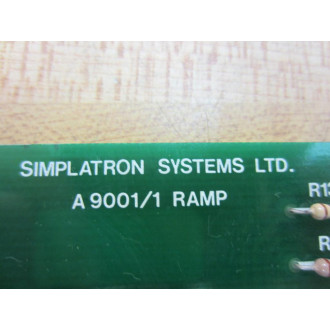 SIMPLATRON SYSTEMS LTD.
A 9001/1 RAMP